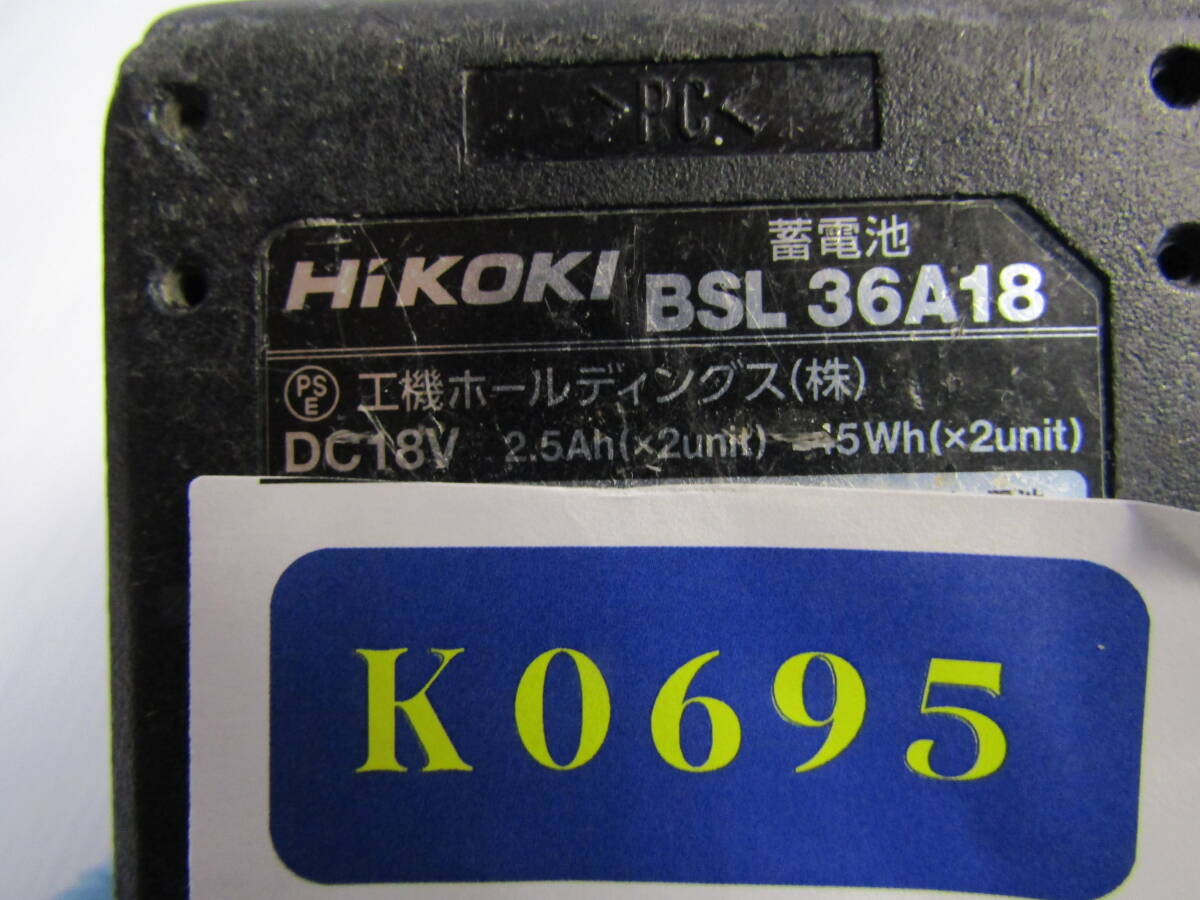 >PC<
蓄電池
HiKOKI BSL 36A18
PSE 工機ホールディングス(株)
DC18V 2.5Ah(×2unit) 45Wh(×2unit)
K0695